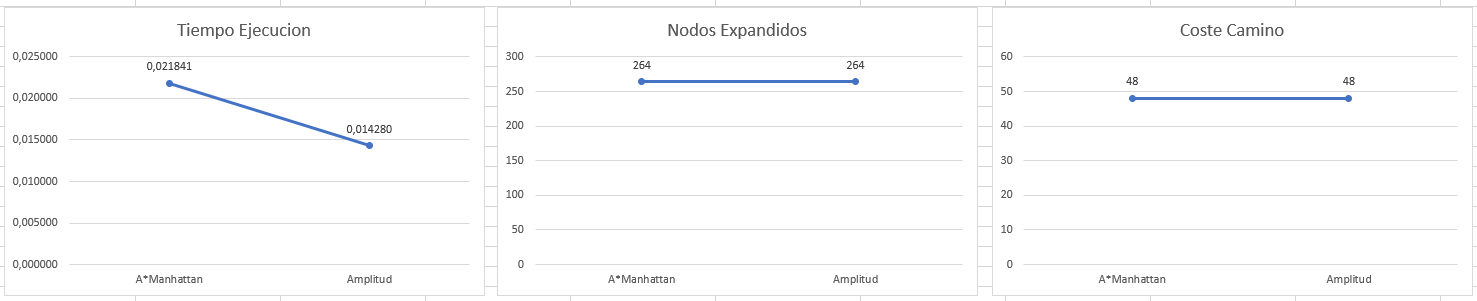 Tiempo Ejecucion
0,025000
0,020000
0,015000
0,010000
0,005000
0,000000
0,021841
0,014280
A*Manhattan
Amplitud
Nodos Expandidos
300
250
200
150
100
50
0
264
264
A*Manhattan
Amplitud
Coste Camino
60
50
40
30
20
10
0
48
48
A*Manhattan
Amplitud